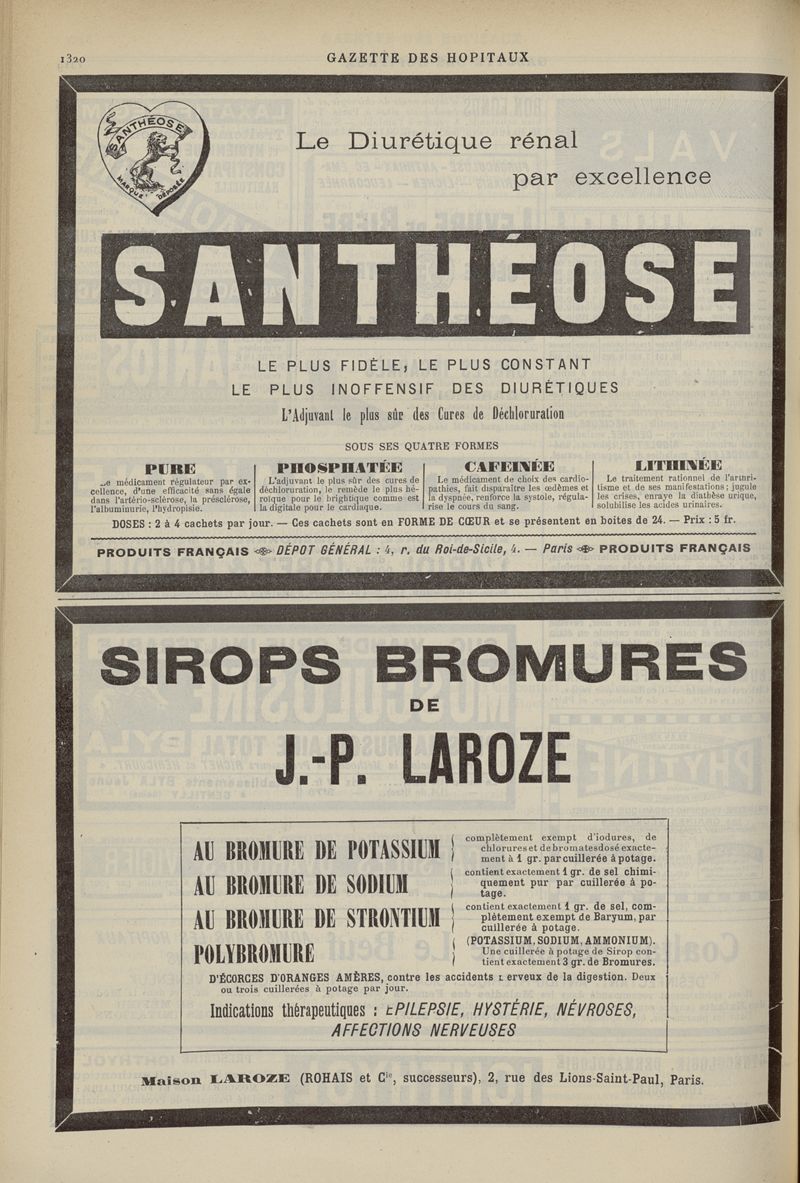 1320
GAZETTE DES HOPITAUX
SANTHÉOSE
MARQUE DÉPOSÉE
Le Diurétique rénal
par excellence
SANTHÉOSE
LE PLUS FIDÈLE, LE PLUS CONSTANT
LE PLUS INOFFENSIF DES DIURÉTIQUES
L'Adjuvant le plus sûr des Cures de Déchloruration
SOUS SES QUATRE FORMES
PURE
Le médicament régulateur par ex-
cellence, d'une efficacité sans égale
dans l'artério-sclérose, la présclérose,
l'albuminurie, l'hydropisie.
PHOSPHATÉE
L'adjuvant le plus sûr des cures de
déchloruration, le remède le plus hé-
roïque pour le brightique comme est
la digitale pour le cardiaque.
CAFÉINÉE
Le médicament de choix des cardio-
pathies, fait disparaître les œdèmes et
la dyspnée, renforce la systole, régula-
rise le cours du sang.
LITHINÉE
Le traitement rationnel de l'arthri-
tisme et de ses manifestations; jugule
les crises, enraye la diathèse urique,
solubilise les acides urinaires.
DOSES : 2 à 4 cachets par jour. — Ces cachets sont en FORME DE CŒUR et se présentent en boites de 24. — Prix : 5 fr.
PRODUITS FRANÇAIS DÉPOT GÉNÉRAL : 4, r. du Roi-de-Sicile, 4. — Paris PRODUITS FRANÇAIS
SIROPS BROMURES
DE
J.-P. LAROZE
AU BROMURE DE POTASSIUM
complètement exempt d'iodures, de
chlorures et de bromates dosé exacte-
ment à 1 gr. par cuillerée à potage.
AU BROMURE DE SODIUM
contient exactement 1 gr. de sel chimi-
quement pur par cuillerée à po-
tage.
AU BROMURE DE STRONTIUM
contient exactement 1 gr. de sel, com-
plètement exempt de Baryum, par
cuillerée à potage.
POLYBROMURE
(POTASSIUM, SODIUM, AMMONIUM).
Une cuillerée à potage de Sirop con-
tient exactement 3 gr. de Bromures.
D'ÉCORCES D'ORANGES AMÈRES, contre les accidents nerveux de la digestion. Deux
ou trois cuillerées à potage par jour.
Indications thérapeutiques : EPILEPSIE, HYSTÉRIE, NÉVROSES,
AFFECTIONS NERVEUSES
Maison LAROZE (ROHAIS et Cie, successeurs), 2, rue des Lions-Saint-Paul, Paris.